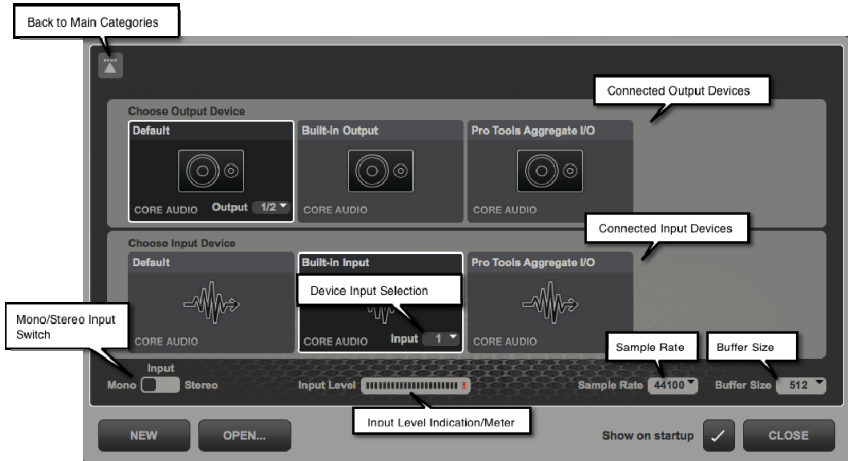 Back to Main Categories
Connected Output Devices
Choose Output Device
Default
Built-in Output
Pro Tools Aggregate I/O
CORE AUDIO Output 1/2
CORE AUDIO
CORE AUDIO
Connected Input Devices
Choose Input Device
Default
Built-in Input
Pro Tools Aggregate I/O
Device Input Selection
Mono/Stereo Input
Switch
CORE AUDIO
CORE AUDIO Input 1
CORE AUDIO
Sample Rate
Buffer Size
Input
Mono Stereo
Input Level
Sample Rate 44100
Buffer Size 512
Input Level Indication/Meter
NEW
OPEN...
Show on startup
CLOSE